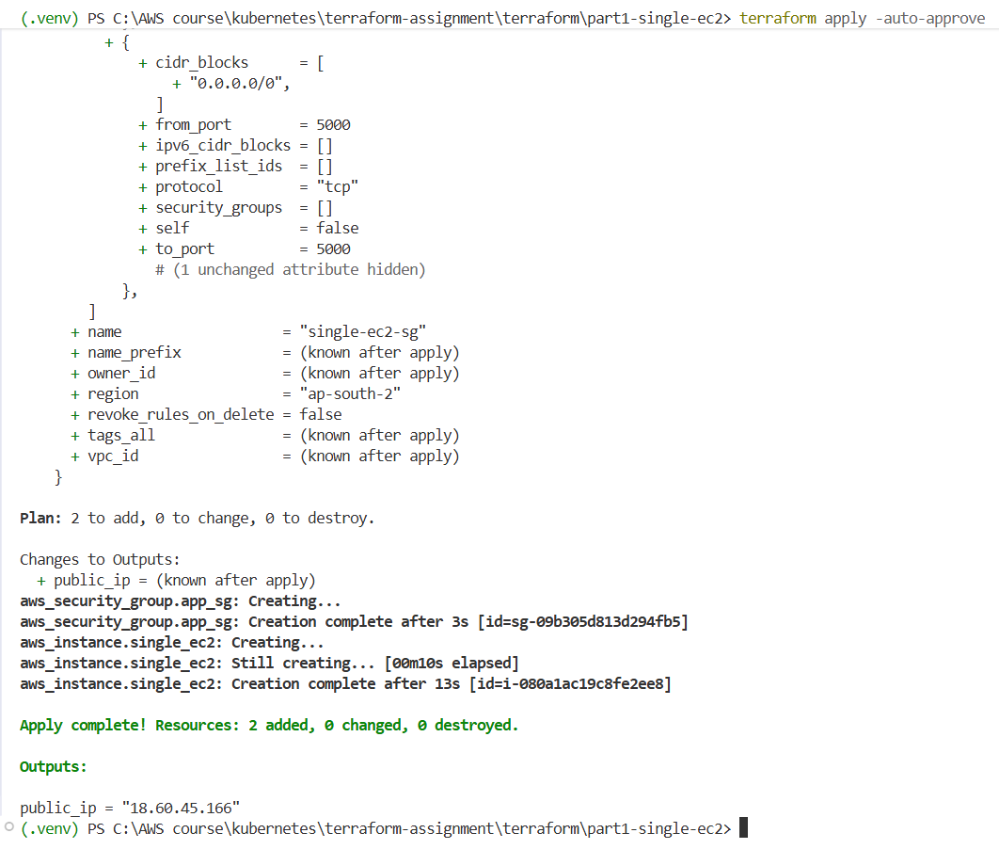 (.venv) PS C:\AWS course\kubernetes\terraform-assignment\terraform\part1-single-ec2> terraform apply -auto-approve
+ {
+ cidr_blocks      = [
+ "0.0.0.0/0",
]
+ from_port        = 5000
+ ipv6_cidr_blocks = []
+ prefix_list_ids  = []
+ protocol         = "tcp"
+ security_groups  = []
+ self             = false
+ to_port          = 5000
# (1 unchanged attribute hidden)
},
]
+ name                   = "single-ec2-sg"
+ name_prefix            = (known after apply)
+ owner_id               = (known after apply)
+ region                 = "ap-south-2"
+ revoke_rules_on_delete = false
+ tags_all               = (known after apply)
+ vpc_id                 = (known after apply)
}
Plan: 2 to add, 0 to change, 0 to destroy.
Changes to Outputs:
+ public_ip = (known after apply)
aws_security_group.app_sg: Creating...
aws_security_group.app_sg: Creation complete after 3s [id=sg-09b305d813d294fb5]
aws_instance.single_ec2: Creating...
aws_instance.single_ec2: Still creating... [00m10s elapsed]
aws_instance.single_ec2: Creation complete after 13s [id=i-080a1ac19c8fe2ee8]
Apply complete! Resources: 2 added, 0 changed, 0 destroyed.
Outputs:
public_ip = "18.60.45.166"
(.venv) PS C:\AWS course\kubernetes\terraform-assignment\terraform\part1-single-ec2>